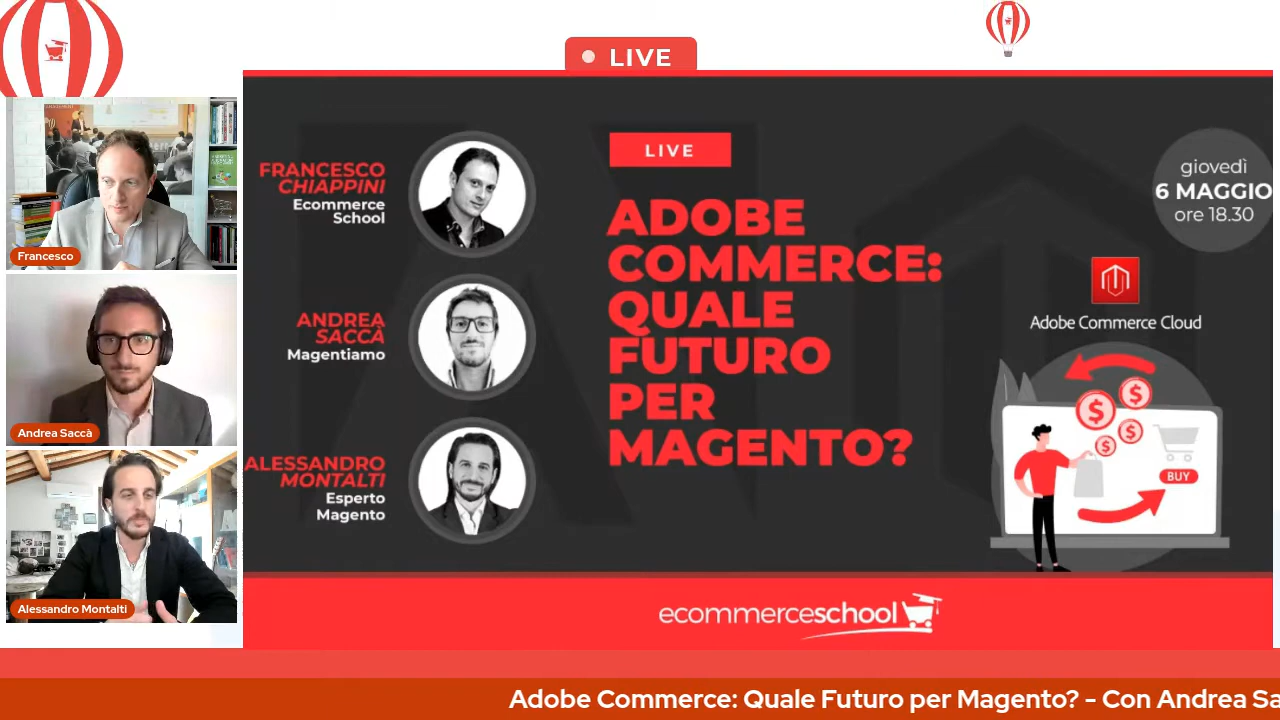 LIVE
Francesco
Andrea Saccà
Alessandro Montalti
FRANCESCO
CHIAPPINI
Ecommerce
School
ANDREA
SACCÀ
Magentiamo
ALESSANDRO
MONTALTI
Esperto
Magento
LIVE
ADOBE
COMMERCE:
QUALE
FUTURO
PER
MAGENTO?
giovedì
6 MAGGIO
ore 18.30
Adobe Commerce Cloud
BUY
ecommerceschool
Adobe Commerce: Quale Futuro per Magento? - Con Andrea Sa